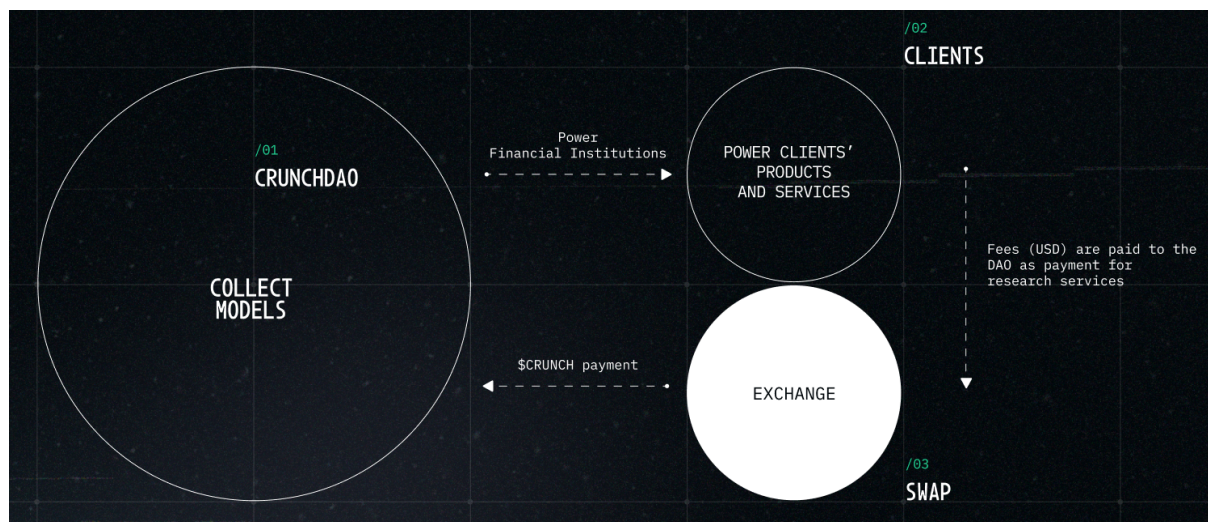 /01
CRUNCHDAO
COLLECT
MODELS
Power
Financial Institutions
/02
CLIENTS
POWER CLIENTS’
PRODUCTS
AND SERVICES
Fees (USD) are paid to the
DAO as payment for
research services
$CRUNCH payment
EXCHANGE
/03
SWAP